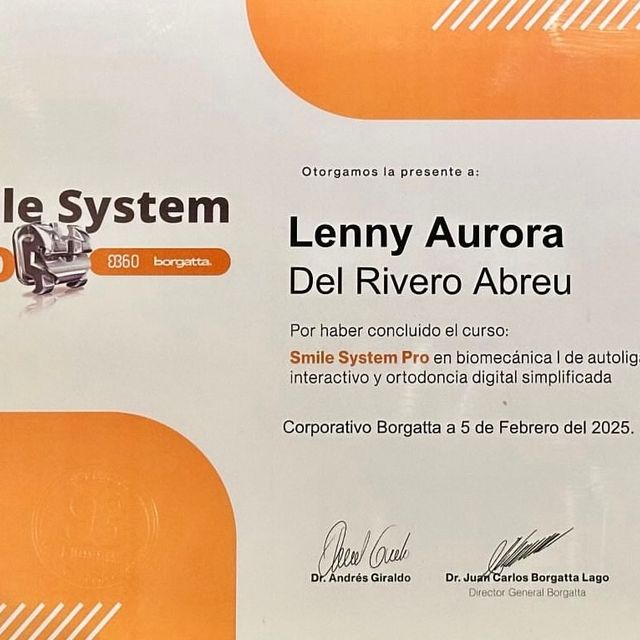 le System
8360 borgatta.
Otorgamos la presente a:
Lenny Aurora
Del Rivero Abreu
Por haber concluido el curso:
Smile System Pro en biomecánica I de autoliga
interactivo y ortodoncia digital simplificada
Corporativo Borgatta a 5 de Febrero del 2025.
Dr. Andrés Giraldo
Dr. Juan Carlos Borgatta Lago
Director General Borgatta